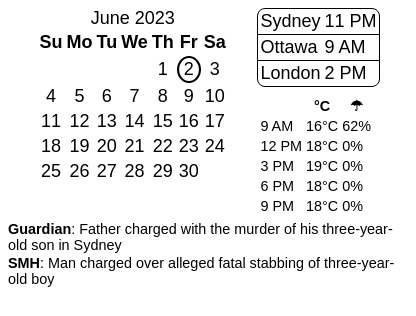 June 2023
Su Mo Tu We Th Fr Sa
1 2 3
4 5 6 7 8 9 10
11 12 13 14 15 16 17
18 19 20 21 22 23 24
25 26 27 28 29 30
Sydney 11 PM
Ottawa 9 AM
London 2 PM
°C ☂
9 AM 16°C 62%
12 PM 18°C 0%
3 PM 19°C 0%
6 PM 18°C 0%
9 PM 18°C 0%
Guardian: Father charged with the murder of his three-year-
old son in Sydney
SMH: Man charged over alleged fatal stabbing of three-year-
old boy